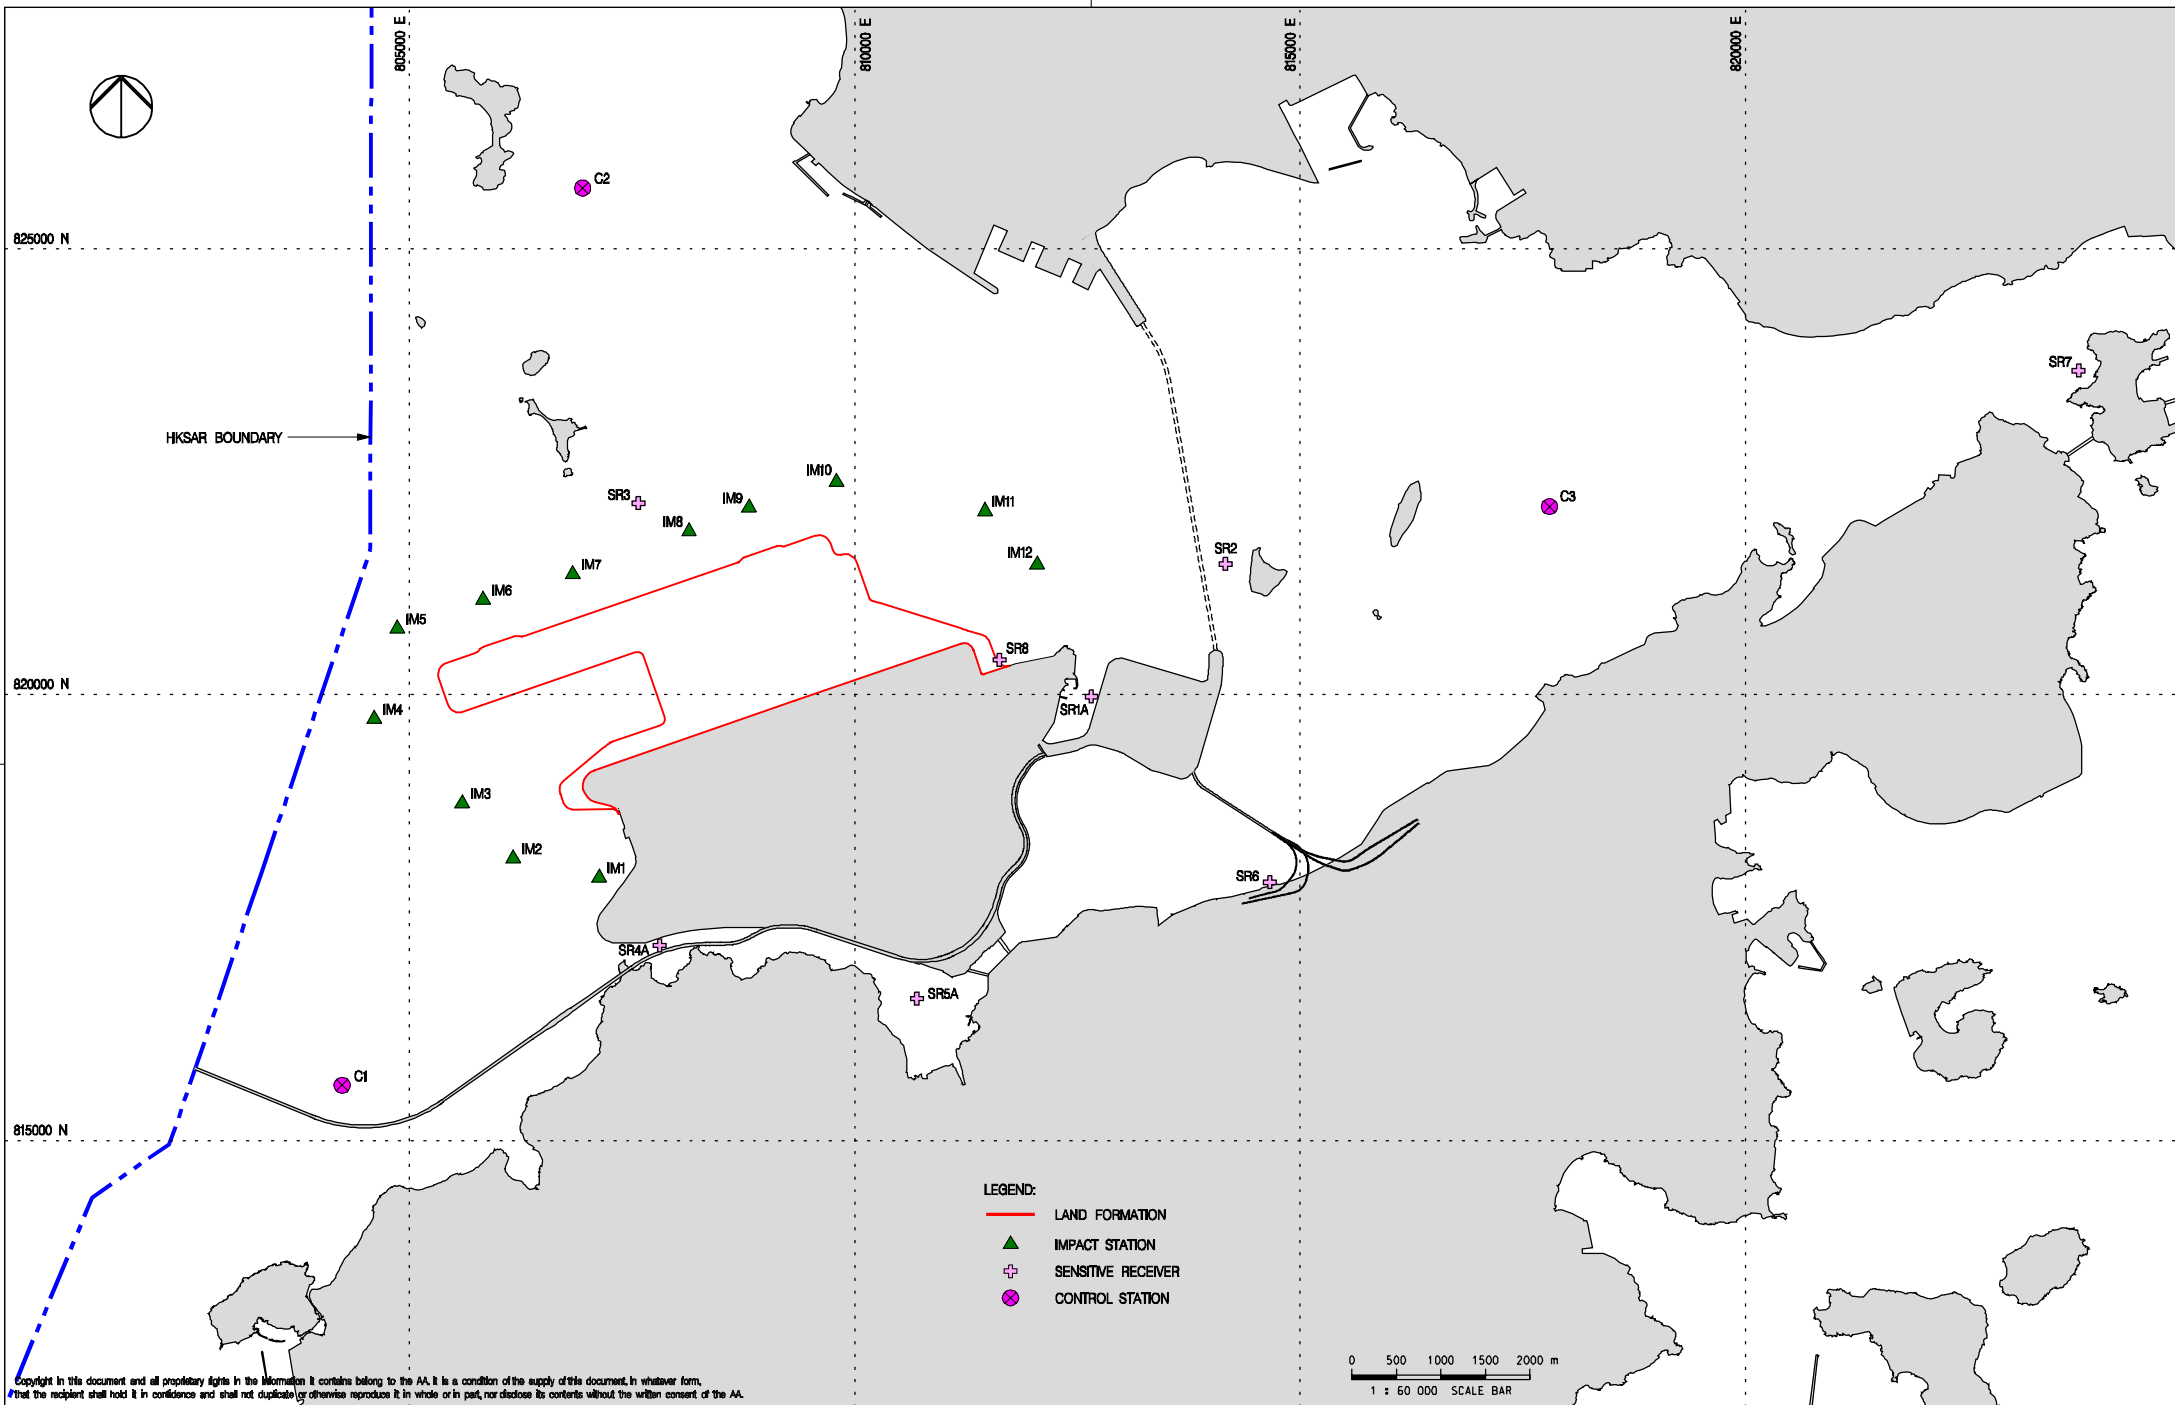 805000 E
810000 E
815000 E
820000 E
C2
825000 N
SR7
HKSAR BOUNDARY
IM10
SR3
IM9
IM11
C3
IM8
IM12
SR2
IM7
IM6
IM5
SR8
820000 N
SR1A
IM4
IM3
IM2
IM1
SR6
SR4A
SR5A
C1
815000 N
LEGEND:
LAND FORMATION
IMPACT STATION
SENSITIVE RECEIVER
CONTROL STATION
0 500 1000 1500 2000 m
1 : 60 000 SCALE BAR
Copyright in this document and all proprietary rights in the information it contains belong to the AA. It is a condition of the supply of this document, in whatever form,
that the recipient shall hold it in confidence and shall not duplicate or otherwise reproduce it in whole or in part, nor disclose its contents without the written consent of the AA.